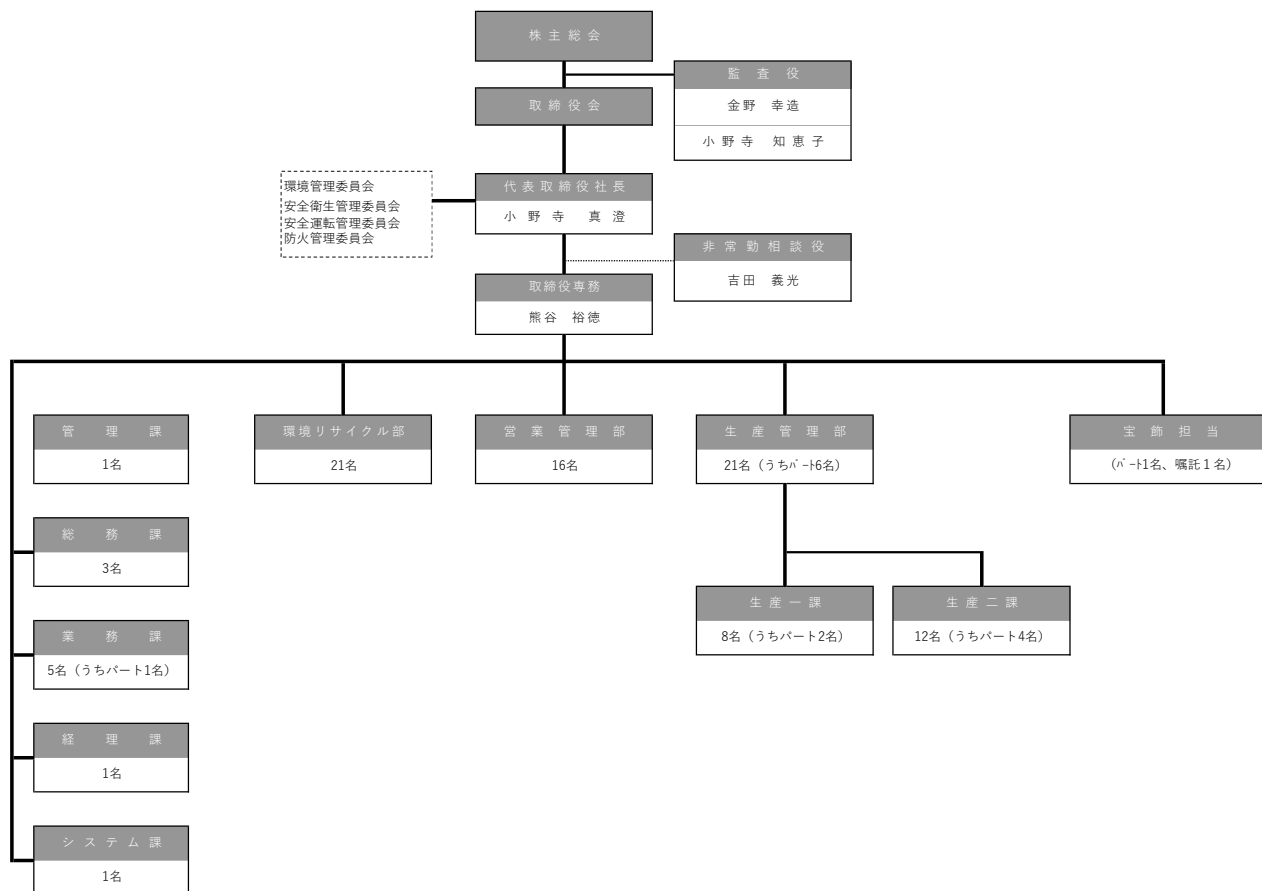 株主総会
監査役
金野 幸造
小野寺 知恵子
取締役会
環境管理委員会
安全衛生管理委員会
安全運転管理委員会
防火管理委員会
代表取締役社長
小野寺 真澄
非常勤相談役
吉田 義光
取締役専務
熊谷 裕徳
管理課
1名
環境リサイクル部
21名
営業管理部
16名
生産管理部
21名（うちﾊﾟｰﾄ6名）
宝飾担当
(ﾊﾟｰﾄ1名、嘱託１名）
総務課
3名
生産一課
8名（うちパート2名）
生産二課
12名（うちパート4名）
業務課
5名（うちパート1名）
経理課
1名
システム課
1名